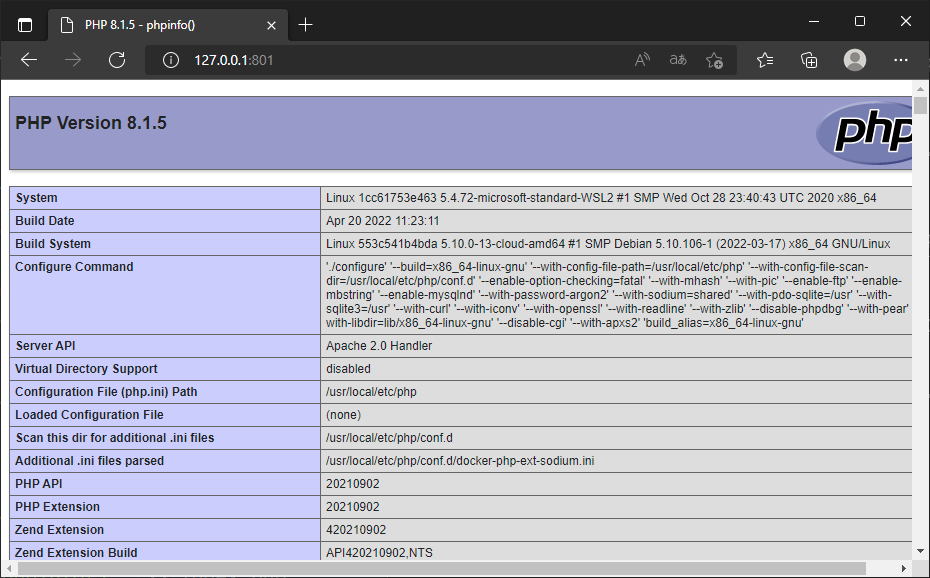 PHP 8.1.5 - phpinfo()
127.0.0.1:801
PHP Version 8.1.5
php
System Linux 1cc61753e463 5.4.72-microsoft-standard-WSL2 #1 SMP Wed Oct 28 23:40:43 UTC 2020 x86_64
Build Date Apr 20 2022 11:23:11
Build System Linux 553c541b4bda 5.10.0-13-cloud-amd64 #1 SMP Debian 5.10.106-1 (2022-03-17) x86_64 GNU/Linux
Configure Command './configure' '--build=x86_64-linux-gnu' '--with-config-file-path=/usr/local/etc/php' '--with-config-file-scan-
dir=/usr/local/etc/php/conf.d' '--enable-option-checking=fatal' '--with-mhash' '--with-pic' '--enable-ftp' '--enable-
mbstring' '--enable-mysqlnd' '--with-password-argon2' '--with-sodium=shared' '--with-pdo-sqlite=/usr' '--with-
sqlite3=/usr' '--with-curl' '--with-iconv' '--with-openssl' '--with-readline' '--with-zlib' '--disable-phpdbg' '--with-pear'
with-libdir=lib/x86_64-linux-gnu' '--disable-cgi' '--with-apxs2' 'build_alias=x86_64-linux-gnu'
Server API Apache 2.0 Handler
Virtual Directory Support disabled
Configuration File (php.ini) Path /usr/local/etc/php
Loaded Configuration File (none)
Scan this dir for additional .ini files /usr/local/etc/php/conf.d
Additional .ini files parsed /usr/local/etc/php/conf.d/docker-php-ext-sodium.ini
PHP API 20210902
PHP Extension 20210902
Zend Extension 420210902
Zend Extension Build API420210902,NTS